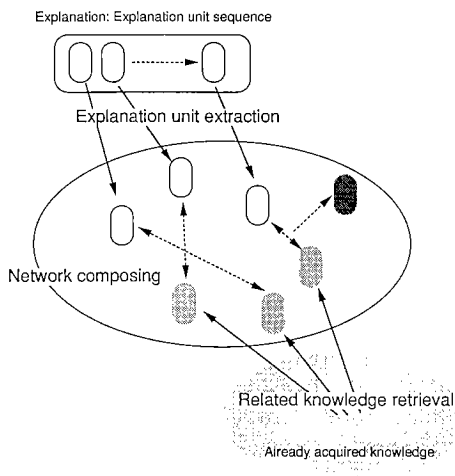 Explanation: Explanation unit sequence
Explanation unit extraction
Network composing
Related knowledge retrieval
Already acquired knowledge